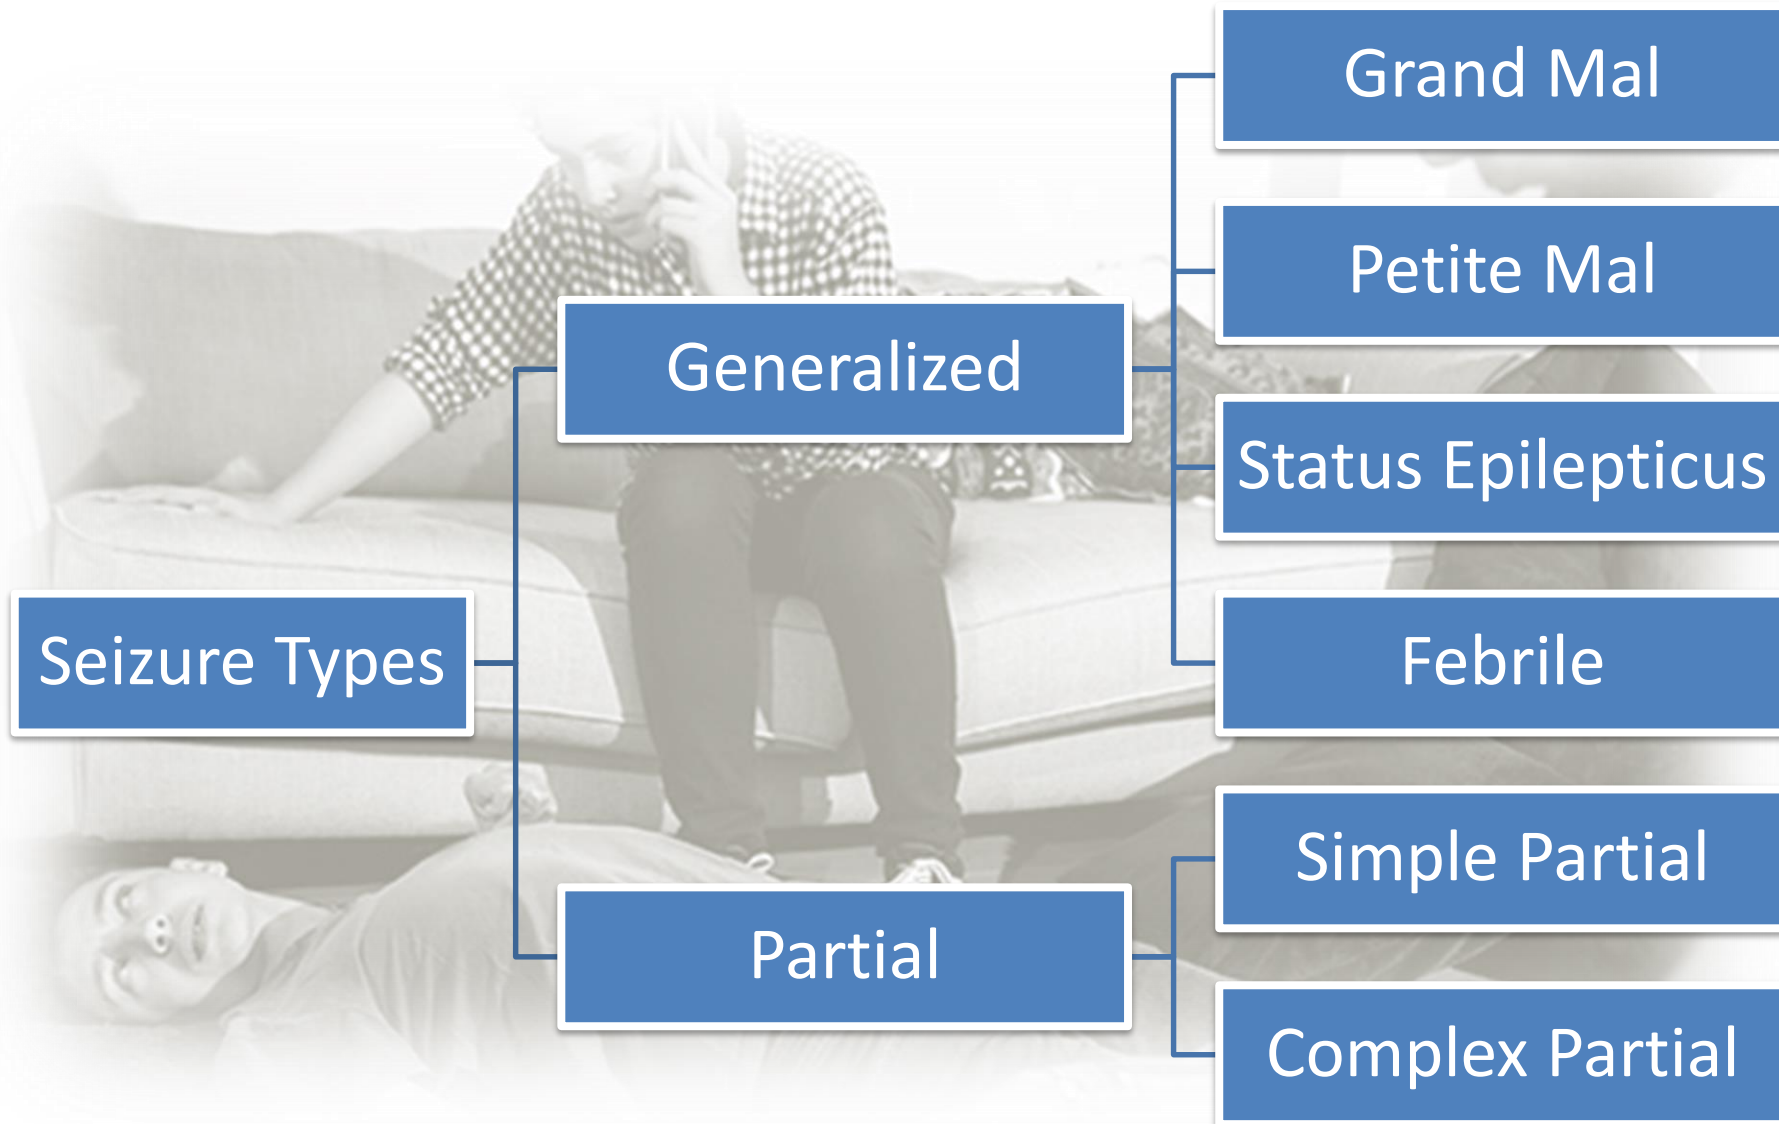 Seizure Types
Generalized
Grand Mal
Petite Mal
Status Epilepticus
Febrile
Partial
Simple Partial
Complex Partial